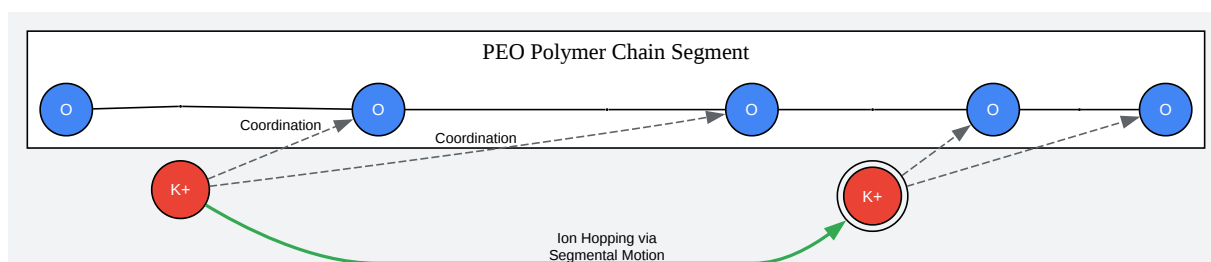 PEO Polymer Chain Segment
O
O
O
O
O
Coordination
Coordination
K+
K+
Ion Hopping via
Segmental Motion